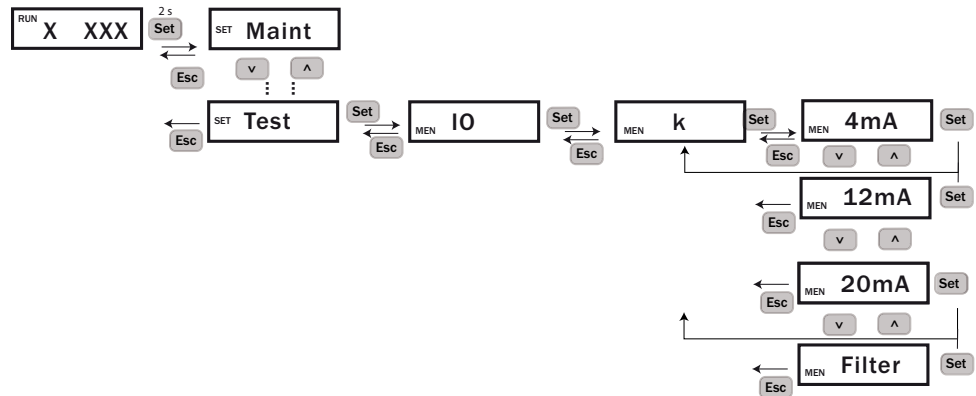 2 s
RUN X XXX Set SET Maint
Esc v ^
SET Test Set MEN IO Set MEN k Set MEN 4mA Set
Esc Esc Esc Esc v ^
MEN 12mA Set
Esc
v ^
MEN 20mA Set
Esc
v ^
MEN Filter Set
Esc